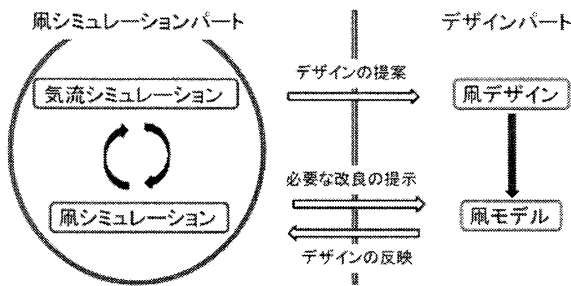 凧シミュレーションパート
デザインパート
気流シミュレーション
デザインの提案
凧デザイン
必要な改良の提示
凧シミュレーション
凧モデル
デザインの反映